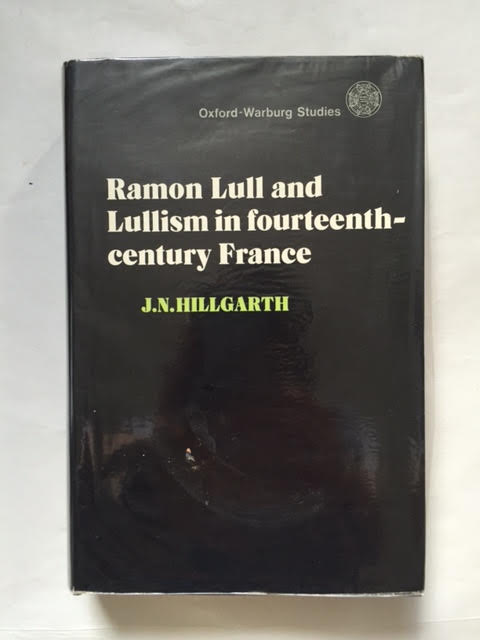 Oxford-Warburg Studies
Ramon Lull and
Lullism in fourteenth-
century France
J.N.HILLGARTH